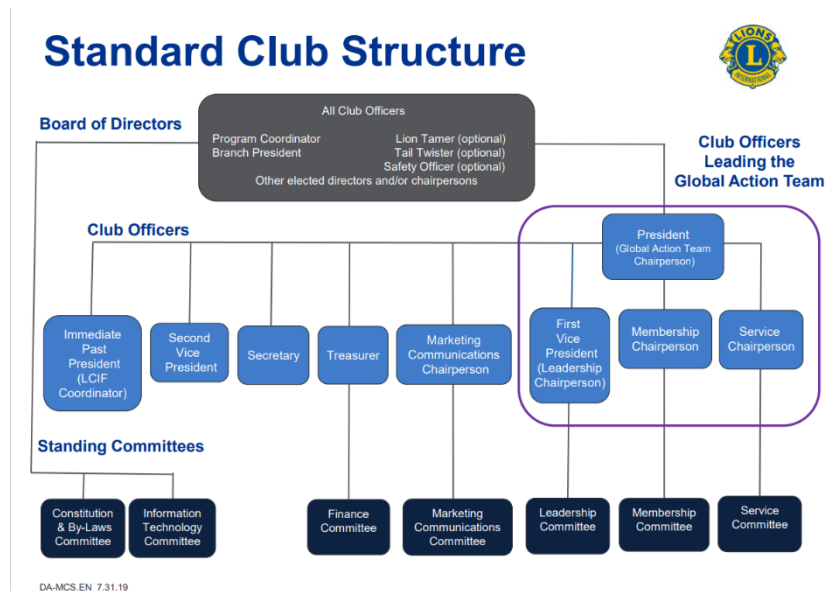 Standard Club Structure
LIONS
L
INTERNATIONAL
Board of Directors
All Club Officers
Program Coordinator
Branch President
Lion Tamer (optional)
Tail Twister (optional)
Safety Officer (optional)
Other elected directors and/or chairpersons
Club Officers
Leading the
Global Action Team
Club Officers
President
(Global Action Team
Chairperson)
Immediate
Past
President
(LCIF
Coordinator)
Second
Vice
President
Secretary
Treasurer
Marketing
Communications
Chairperson
First
Vice
President
(Leadership
Chairperson)
Membership
Chairperson
Service
Chairperson
Standing Committees
Constitution
& By-Laws
Committee
Information
Technology
Committee
Finance
Committee
Marketing
Communications
Committee
Leadership
Committee
Membership
Committee
Service
Committee
DA-MCS.EN 7.31.19